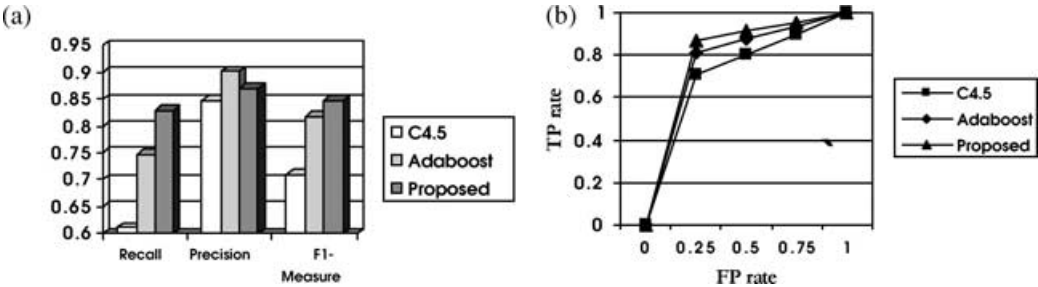 (a)
0.95
0.9
0.85
0.8
0.75
0.7
0.65
0.6
Recall
Precision
F1-
Measure
C4.5
Adaboost
Proposed
(b)
TP rate
1
0.8
0.6
0.4
0.2
0
0
0.25
0.5
0.75
1
FP rate
C4.5
Adaboost
Proposed